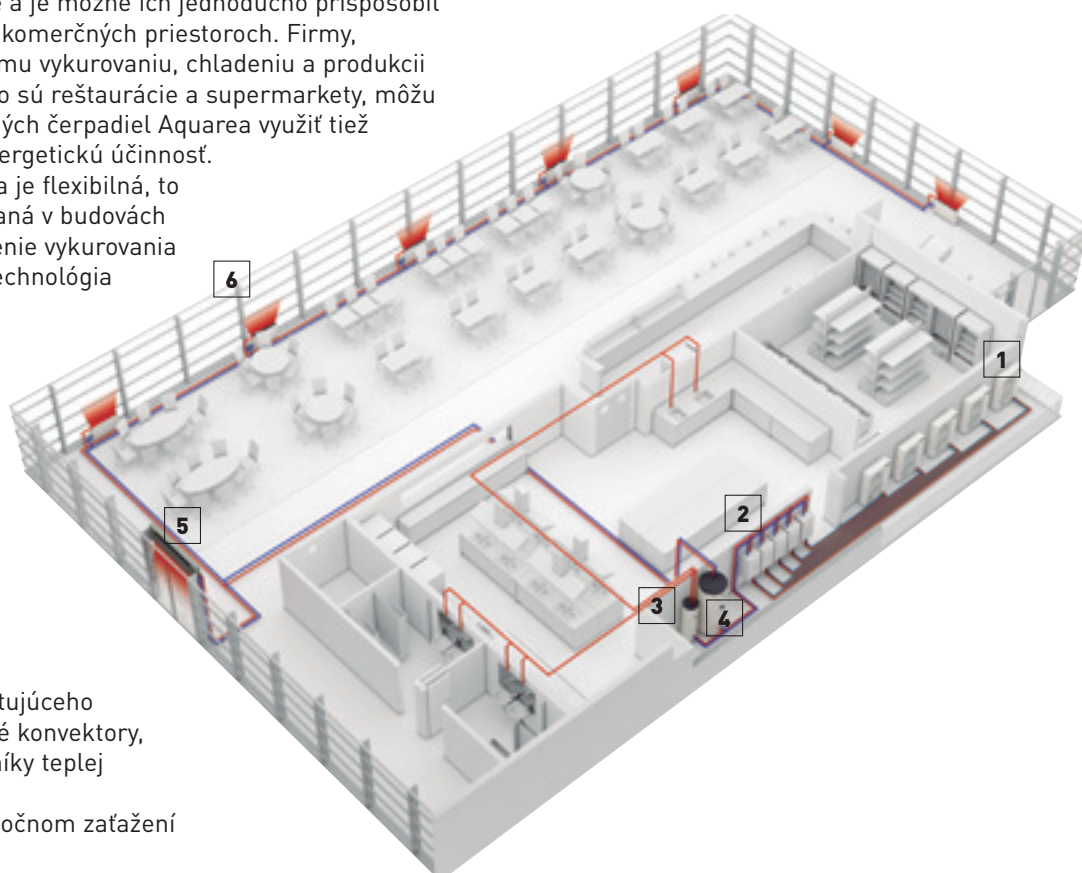 a je možné ich jednoducho prispôsobiť
komerčných priestoroch. Firmy,
mu vykurovaniu, chladeniu a produkcii
o sú reštaurácie a supermarkety, môžu
ých čerpadiel Aquarea využiť tiež
ergetickú účinnosť.
a je flexibilná, to
aná v budovách
enie vykurovania
echnológia
6
1
2
5
3
4
tujúceho
é konvektory,
níky teplej
očnom zaťažení